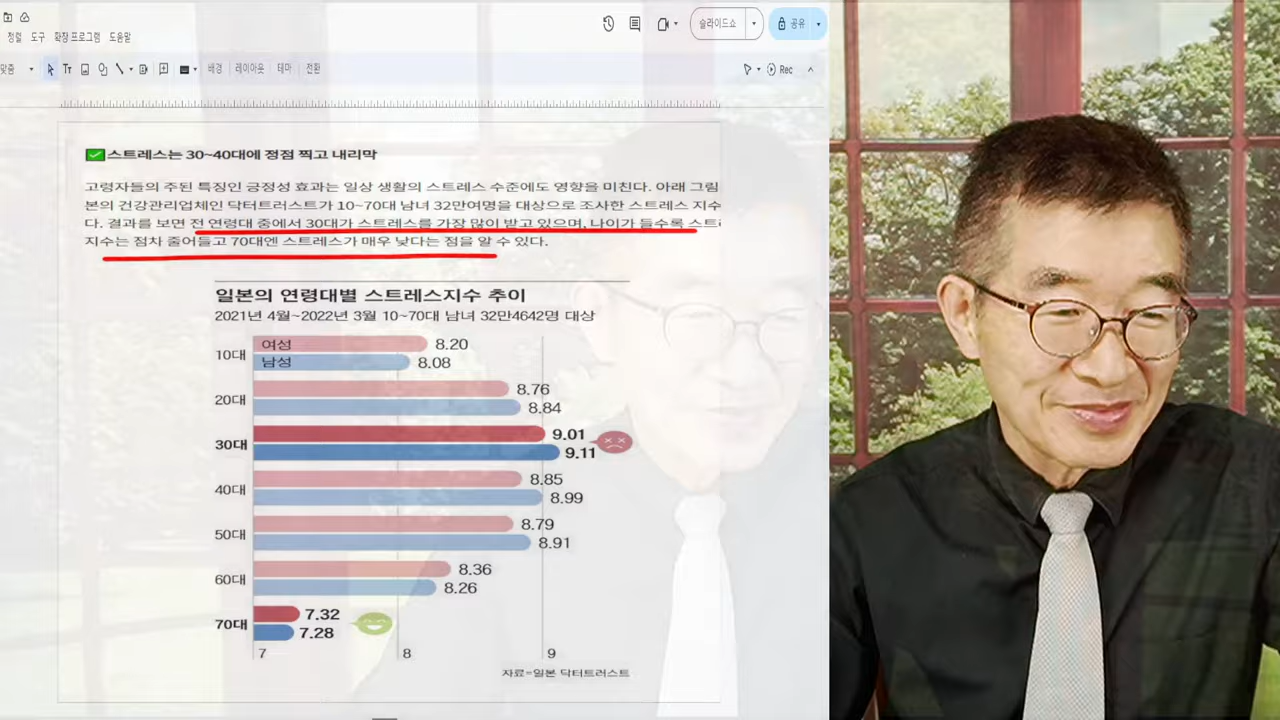 정렬 도구 확장 프로그램 도움말
슬라이드쇼
공유
맞춤
배경 레이아웃 테마 전환
Rec
스트레스는 30~40대에 정점 찍고 내리막
고령자들의 주된 특징인 긍정성 효과는 일상 생활의 스트레스 수준에도 영향을 미친다. 아래 그림
본의 건강관리업체인 닥터트러스트가 10~70대 남녀 32만여명을 대상으로 조사한 스트레스 지수
다. 결과를 보면 전 연령대 중에서 30대가 스트레스를 가장 많이 받고 있으며, 나이가 들수록 스트
지수는 점차 줄어들고 70대엔 스트레스가 매우 낮다는 점을 알 수 있다.
일본의 연령대별 스트레스지수 추이
2021년 4월~2022년 3월 10~70대 남녀 32만4642명 대상
10대 여성 8.20
남성 8.08
20대 8.76
8.84
30대 9.01
9.11
40대 8.85
8.99
50대 8.79
8.91
60대 8.36
8.26
70대 7.32
7.28
7 8 9
자료=일본 닥터트러스트